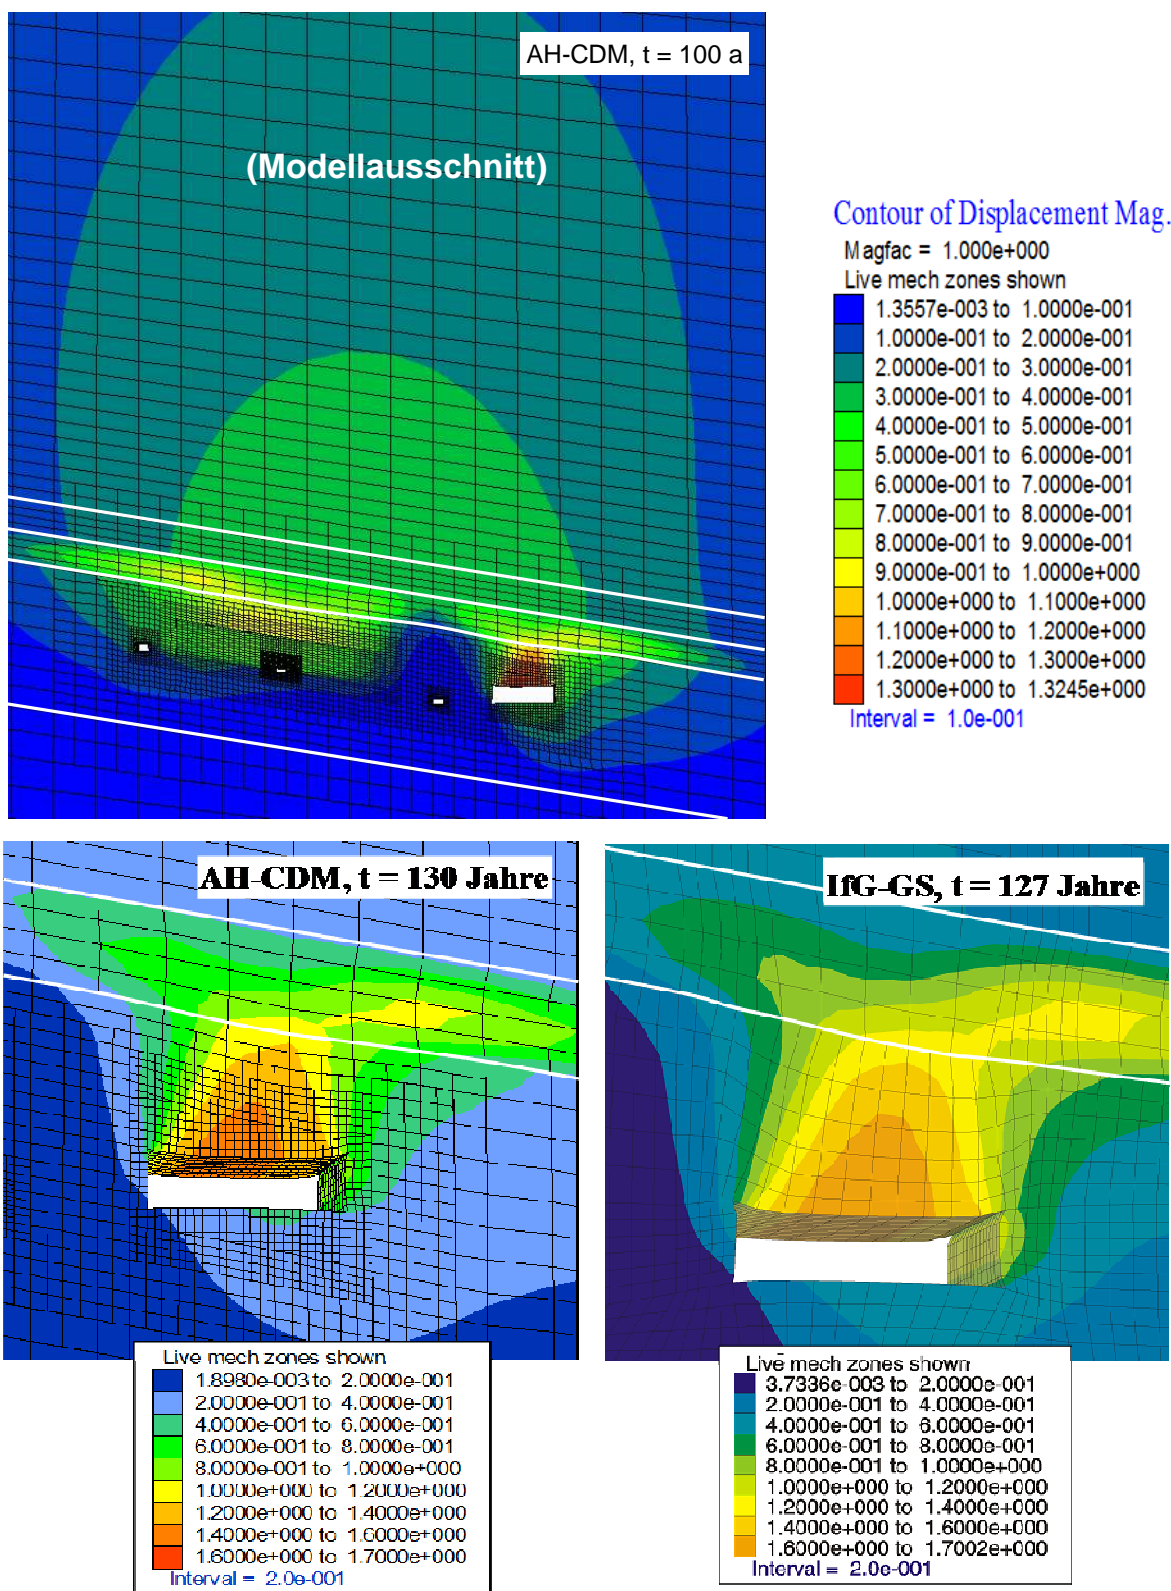 AH-CDM, t = 100 a
(Modellausschnitt)
Contour of Displacement Mag.
Magfac = 1.000e+000
Live mech zones shown
1.3557e-003 to 1.0000e-001
1.0000e-001 to 2.0000e-001
2.0000e-001 to 3.0000e-001
3.0000e-001 to 4.0000e-001
4.0000e-001 to 5.0000e-001
5.0000e-001 to 6.0000e-001
6.0000e-001 to 7.0000e-001
7.0000e-001 to 8.0000e-001
8.0000e-001 to 9.0000e-001
9.0000e-001 to 1.0000e+000
1.0000e+000 to 1.1000e+000
1.1000e+000 to 1.2000e+000
1.2000e+000 to 1.3000e+000
1.3000e+000 to 1.3245e+000
Interval = 1.0e-001
AH-CDM, t = 130 Jahre
Live mech zones shown
1.8980e-003 to 2.0000e-001
2.0000e-001 to 4.0000e-001
4.0000e-001 to 6.0000e-001
6.0000e-001 to 8.0000e-001
8.0000e-001 to 1.0000e+000
1.0000e+000 to 1.2000e+000
1.2000e+000 to 1.4000e+000
1.4000e+000 to 1.6000e+000
1.6000e+000 to 1.7000e+000
Interval = 2.0e-001
IfG-GS, t = 127 Jahre
Live mech zones shown
3.7336e-003 to 2.0000e-001
2.0000e-001 to 4.0000e-001
4.0000e-001 to 6.0000e-001
6.0000e-001 to 8.0000e-001
8.0000e-001 to 1.0000e+000
1.0000e+000 to 1.2000e+000
1.2000e+000 to 1.4000e+000
1.4000e+000 to 1.6000e+000
1.6000e+000 to 1.7002e+000
Interval = 2.0e-001